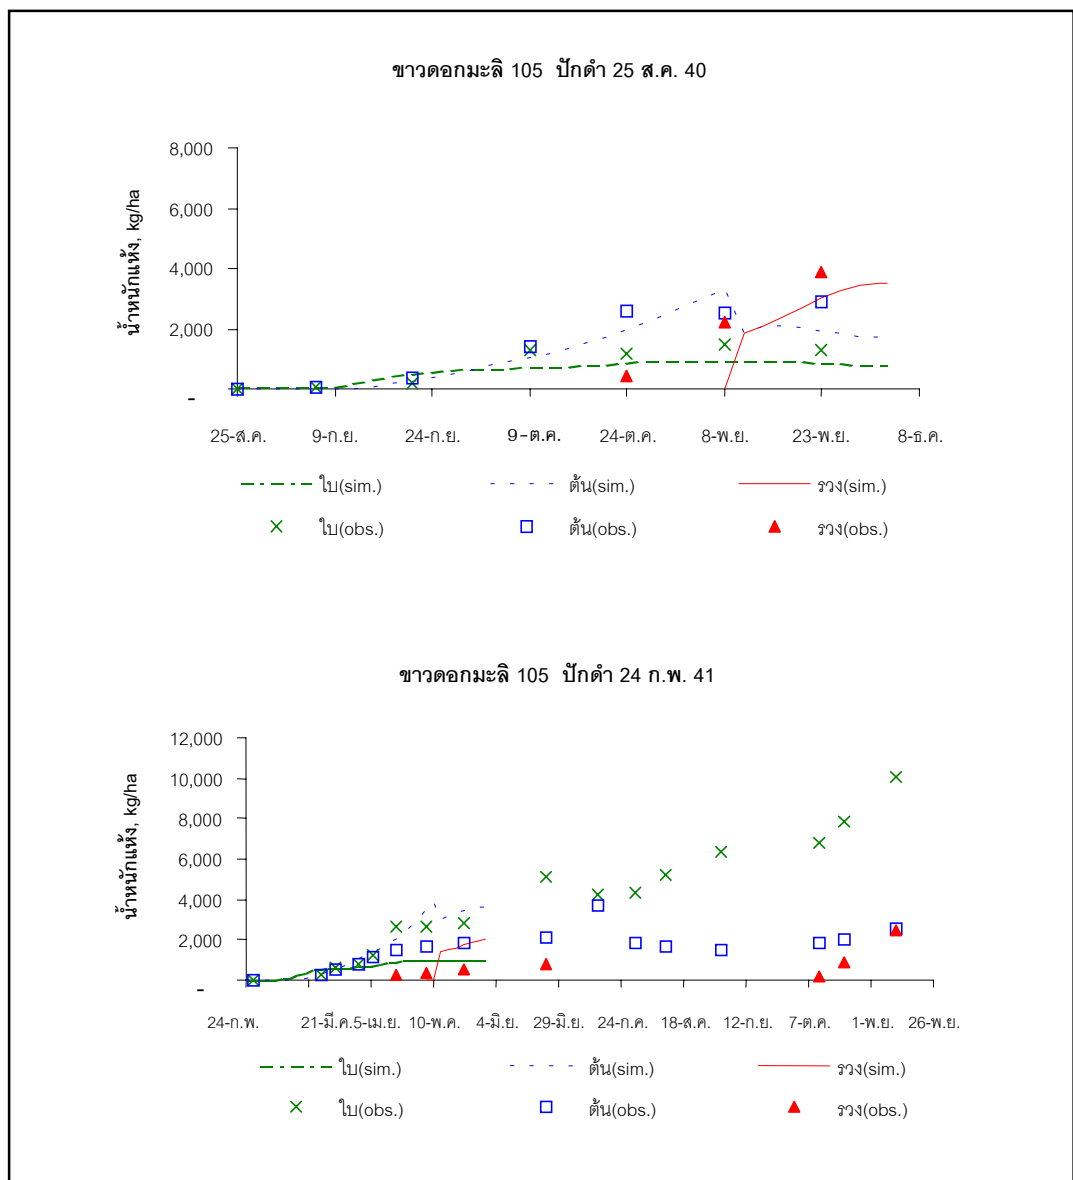 ขาวดอกมะลิ 105 ปักดำ 25 ส.ค. 40
8,000
6,000
4,000
2,000
-
น้ำหนักแห้ง, kg/ha
25-ส.ค. 9-ก.ย. 24-ก.ย. 9-ต.ค. 24-ต.ค. 8-พ.ย. 23-พ.ย. 8-ธ.ค.
ใบ(sim.) ต้น(sim.) รวง(sim.)
ใบ(obs.) ต้น(obs.) รวง(obs.)
ขาวดอกมะลิ 105 ปักดำ 24 ก.พ. 41
12,000
10,000
8,000
6,000
4,000
2,000
-
น้ำหนักแห้ง, kg/ha
24-ก.พ. 21-มี.ค. 5-เม.ย. 10-พ.ค. 4-มิ.ย. 29-มิ.ย. 24-ก.ค. 18-ส.ค. 12-ก.ย. 7-ต.ค. 1-พ.ย. 26-พ.ย.
ใบ(sim.) ต้น(sim.) รวง(sim.)
ใบ(obs.) ต้น(obs.) รวง(obs.)